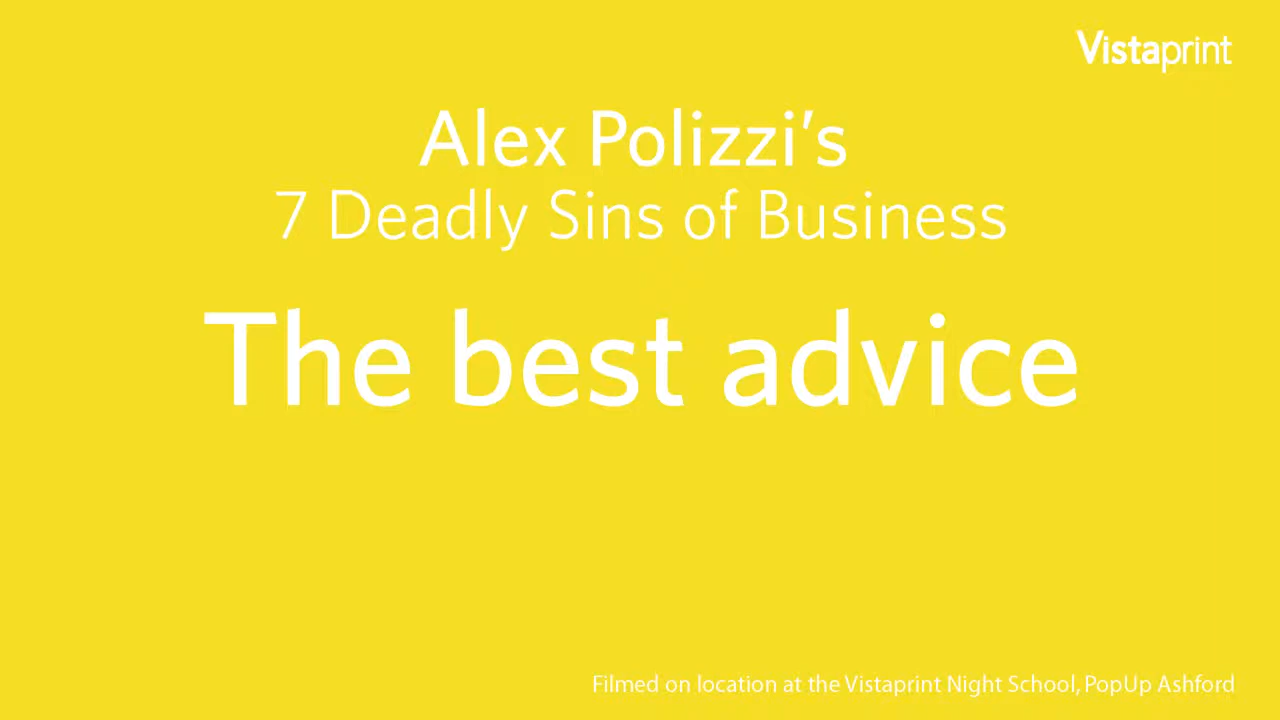 Vistaprint
Alex Polizzi’s
7 Deadly Sins of Business
The best advice
Filmed on location at the Vistaprint Night School, PopUp Ashford